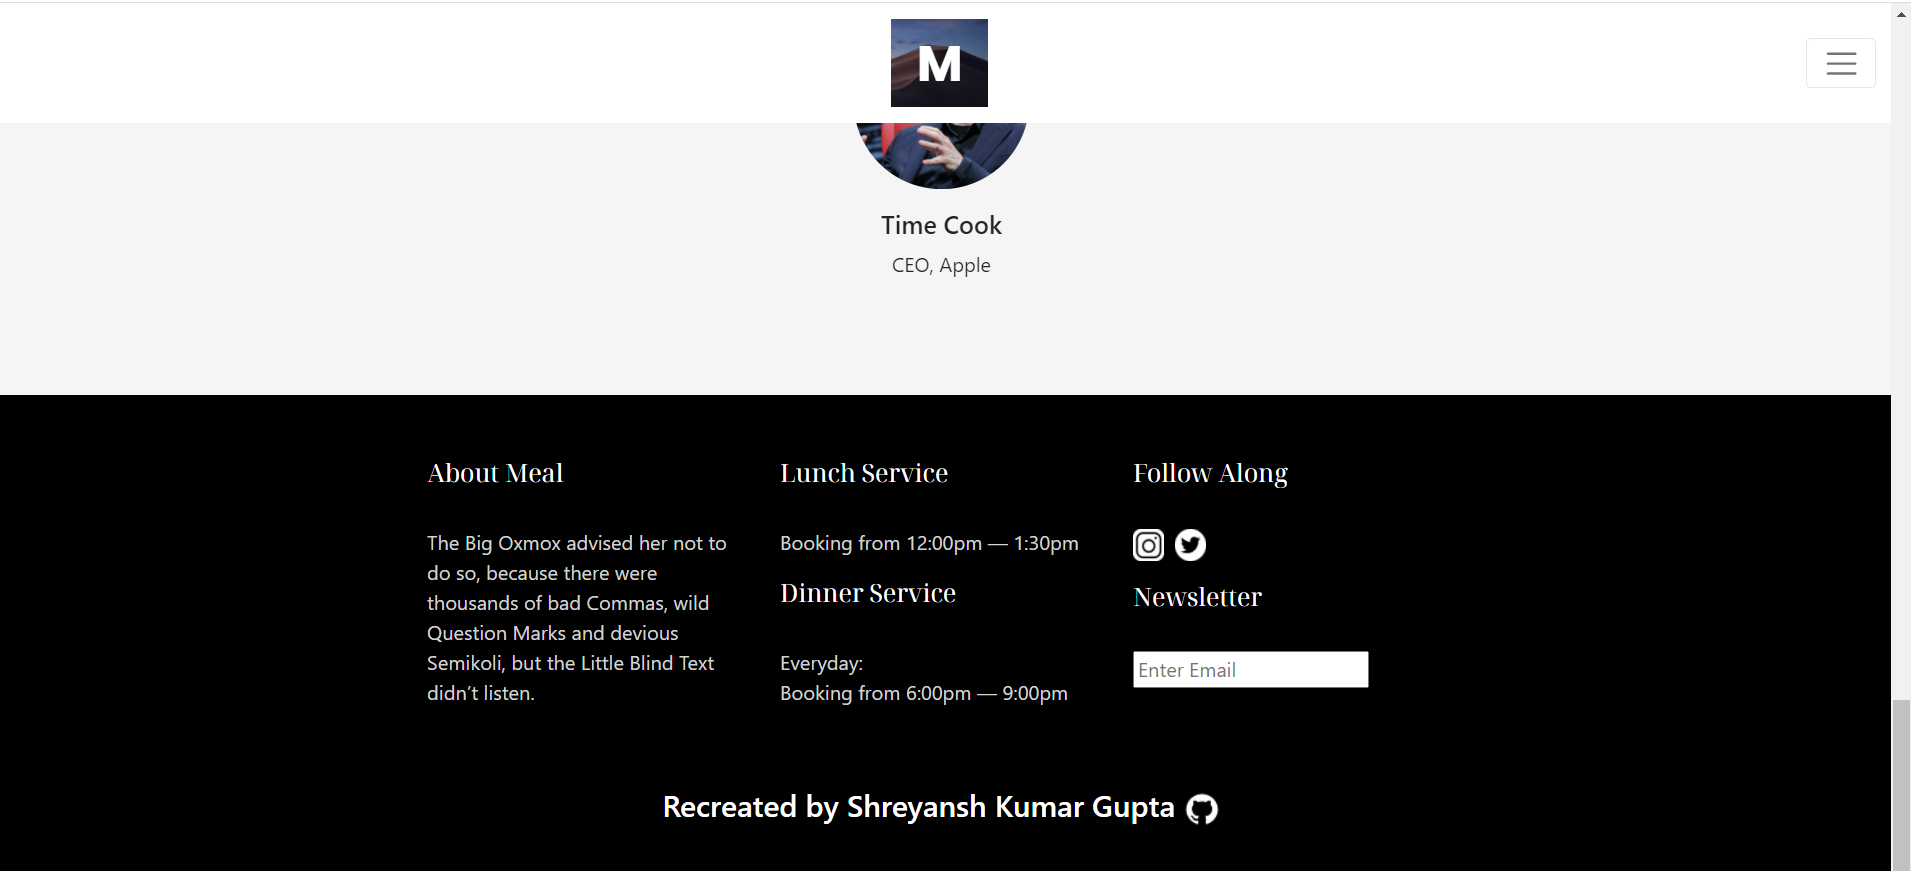 M
Time Cook
CEO, Apple
About Meal
The Big Oxmox advised her not to
do so, because there were
thousands of bad Commas, wild
Question Marks and devious
Semikoli, but the Little Blind Text
didn’t listen.
Lunch Service
Booking from 12:00pm — 1:30pm
Dinner Service
Everyday:
Booking from 6:00pm — 9:00pm
Follow Along
Newsletter
Enter Email
Recreated by Shreyansh Kumar Gupta